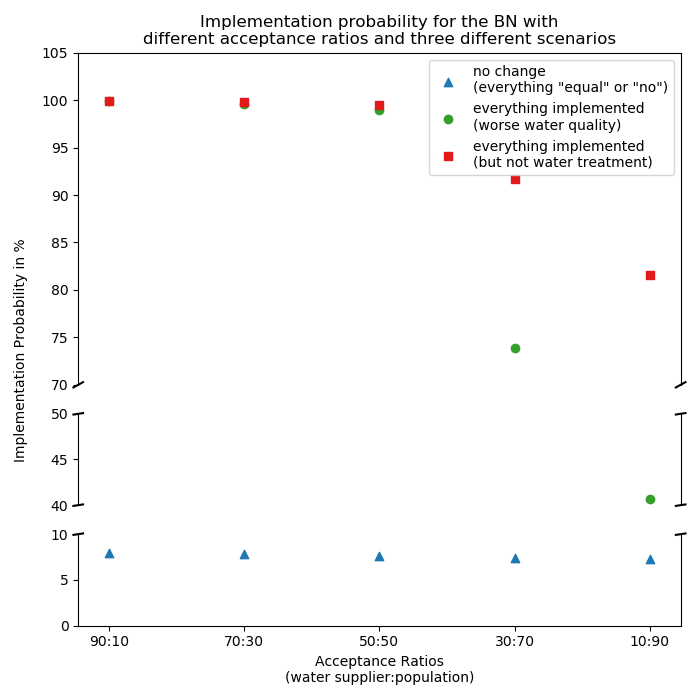 Implementation probability for the BN with
different acceptance ratios and three different scenarios
105
100
95
90
85
80
75
70
50
45
40
10
5
0
Implementation Probability in %
no change
(everything "equal" or "no")
everything implemented
(worse water quality)
everything implemented
(but not water treatment)
90:10
70:30
50:50
30:70
10:90
Acceptance Ratios
(water supplier:population)